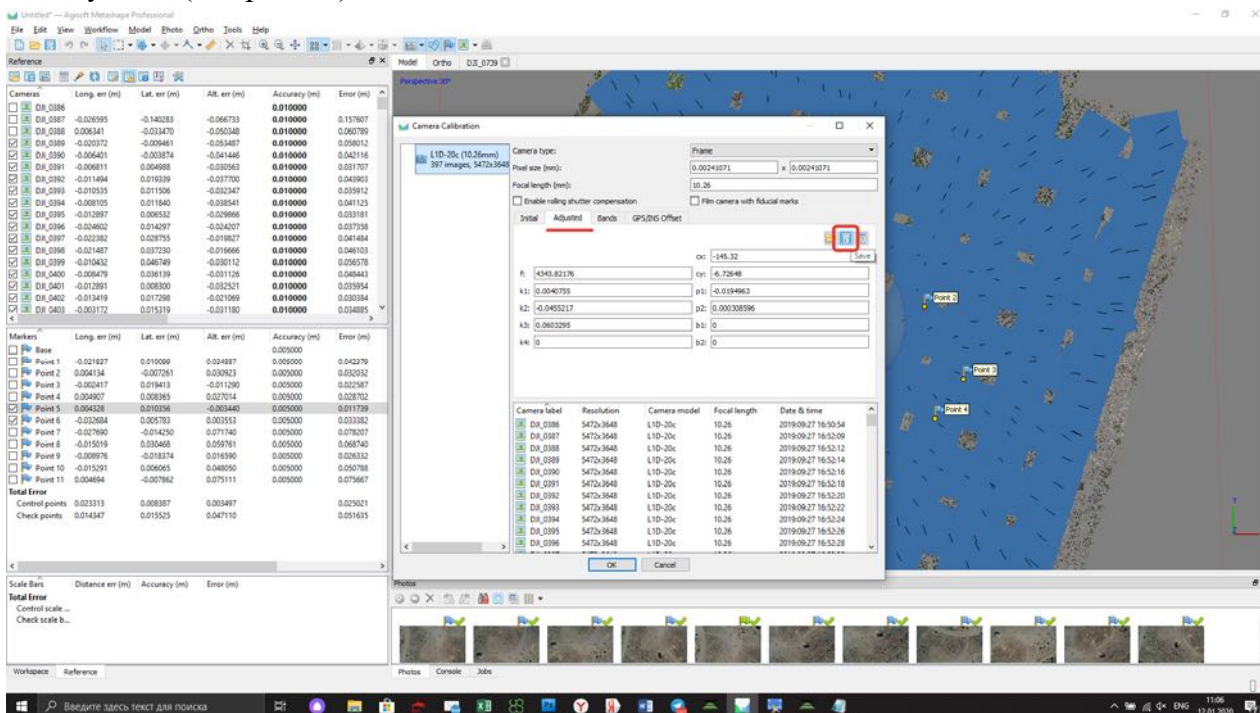 Untitled* — Agisoft Metashape Professional
File Edit View Workflow Model Photo Ortho Tools Help
Reference
Model Ortho DJI_0739
Perspective 30°
Cameras Long. err (m) Lat. err (m) Alt. err (m) Accuracy (m) Error (m)
DJI_0386 0.010000
DJI_0387 -0.026595 -0.140283 -0.066733 0.010000 0.157607
DJI_0388 0.006341 -0.033470 -0.050348 0.010000 0.060789
DJI_0389 -0.020372 -0.009461 -0.053487 0.010000 0.058012
DJI_0390 -0.006401 -0.003874 -0.041446 0.010000 0.042116
DJI_0391 -0.006811 0.004988 -0.030563 0.010000 0.031707
DJI_0392 -0.011494 0.019339 -0.037700 0.010000 0.043903
DJI_0393 -0.010535 0.011506 -0.032347 0.010000 0.035912
DJI_0394 -0.008105 0.011840 -0.038541 0.010000 0.041125
DJI_0395 -0.012897 0.006532 -0.029866 0.010000 0.033181
DJI_0396 -0.024602 0.014297 -0.024207 0.010000 0.037358
DJI_0397 -0.022382 0.028755 -0.019827 0.010000 0.041484
DJI_0398 -0.021487 0.037230 -0.016666 0.010000 0.046103
DJI_0399 -0.010432 0.046749 -0.030112 0.010000 0.056578
DJI_0400 -0.008479 0.036139 -0.031126 0.010000 0.048443
DJI_0401 -0.012891 0.008300 -0.032521 0.010000 0.035954
DJI_0402 -0.013419 0.017298 -0.021069 0.010000 0.030384
DJI_0403 -0.003172 0.015319 -0.031180 0.010000 0.034885
Markers Long. err (m) Lat. err (m) Alt. err (m) Accuracy (m) Error (m)
Base 0.005000
Point 1 -0.021827 0.010099 0.034887 0.005000 0.042379
Point 2 0.004134 -0.007261 0.030923 0.005000 0.032032
Point 3 -0.002417 0.019413 -0.011290 0.005000 0.022587
Point 4 0.004907 0.008365 0.027014 0.005000 0.028702
Point 5 0.004328 0.010356 -0.003440 0.005000 0.011739
Point 6 -0.032684 0.005783 0.003553 0.005000 0.033382
Point 7 -0.027690 -0.014250 0.071740 0.005000 0.078207
Point 8 -0.015019 0.030468 0.059761 0.005000 0.068740
Point 9 -0.008976 -0.018374 0.016590 0.005000 0.026332
Point 10 -0.015291 0.006065 0.048050 0.005000 0.050788
Point 11 0.004694 -0.007862 0.075111 0.005000 0.075667
Total Error
Control points 0.023313 0.008387 0.003497 0.025021
Check points 0.014347 0.015525 0.047110 0.051635
Scale Bars Distance err (m) Accuracy (m) Error (m)
Total Error
Control scale ...
Check scale b...
Workspace Reference
Camera Calibration
L1D-20c (10.26mm)
397 images, 5472x3648
Camera type: Frame
Pixel size (mm): 0.00241071 x 0.00241071
Focal length (mm): 10.26
Enable rolling shutter compensation Film camera with fiducial marks
Initial Adjusted Bands GPS/INS Offset
Save
cx: -145.32
f: 4343.82176 cy: -6.72648
k1: 0.0040755 p1: -0.0194963
k2: -0.0455217 p2: 0.000308596
k3: 0.0603295 b1: 0
k4: 0 b2: 0
Camera label Resolution Camera model Focal length Date & time
DJI_0386 5472x3648 L1D-20c 10.26 2019:09:27 16:50:54
DJI_0387 5472x3648 L1D-20c 10.26 2019:09:27 16:52:09
DJI_0388 5472x3648 L1D-20c 10.26 2019:09:27 16:52:12
DJI_0389 5472x3648 L1D-20c 10.26 2019:09:27 16:52:14
DJI_0390 5472x3648 L1D-20c 10.26 2019:09:27 16:52:16
DJI_0391 5472x3648 L1D-20c 10.26 2019:09:27 16:52:18
DJI_0392 5472x3648 L1D-20c 10.26 2019:09:27 16:52:20
DJI_0393 5472x3648 L1D-20c 10.26 2019:09:27 16:52:22
DJI_0394 5472x3648 L1D-20c 10.26 2019:09:27 16:52:24
DJI_0395 5472x3648 L1D-20c 10.26 2019:09:27 16:52:26
DJI_0396 5472x3648 L1D-20c 10.26 2019:09:27 16:52:28
OK Cancel
Point 2
Point 3
Point 4
Photos
Photos Console Jobs
Введите здесь текст для поиска
ENG 11:06
12.01.2020